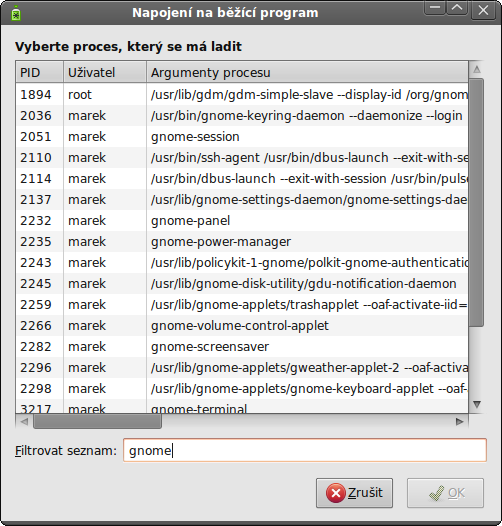 Napojení na běžící program
Vyberte proces, který se má ladit
PID Uživatel Argumenty procesu
1894 root /usr/lib/gdm/gdm-simple-slave --display-id /org/gnom
2036 marek /usr/bin/gnome-keyring-daemon --daemonize --login
2051 marek gnome-session
2110 marek /usr/bin/ssh-agent /usr/bin/dbus-launch --exit-with-se
2114 marek /usr/bin/dbus-launch --exit-with-session /usr/bin/pulse
2137 marek /usr/lib/gnome-settings-daemon/gnome-settings-dae
2232 marek gnome-panel
2235 marek gnome-power-manager
2243 marek /usr/lib/policykit-1-gnome/polkit-gnome-authentication
2245 marek /usr/lib/gnome-disk-utility/gdu-notification-daemon
2259 marek /usr/lib/gnome-applets/trashapplet --oaf-activate-iid=
2266 marek gnome-volume-control-applet
2282 marek gnome-screensaver
2296 marek /usr/lib/gnome-applets/gweather-applet-2 --oaf-activa
2298 marek /usr/lib/gnome-applets/gnome-keyboard-applet --oaf-
3217 marek gnome-terminal
Filtrovat seznam: gnome
Zrušit OK